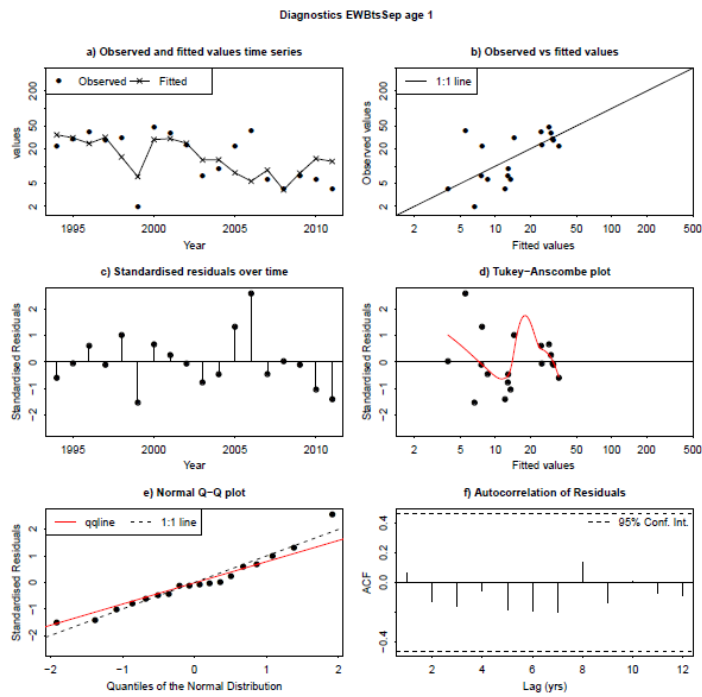 Diagnostics EWBtsSep age 1
a) Observed and fitted values time series
Observed Fitted
values
200
50
20
5
2
1995 2000 2005 2010
Year
b) Observed vs fitted values
1:1 line
Observed values
200
50
20
5
2
2 5 10 20 50 100 200 500
Fitted values
c) Standardised residuals over time
Standardised Residuals
2
1
0
−1
−2
1995 2000 2005 2010
Year
d) Tukey-Anscombe plot
Standardised Residuals
2
1
0
−1
−2
2 5 10 20 50 100 200 500
Fitted values
e) Normal Q-Q plot
qqline 1:1 line
Standardised Residuals
2
1
0
−1
−2
−2 −1 0 1 2
Quantiles of the Normal Distribution
f) Autocorrelation of Residuals
95% Conf. Int.
ACF
0.4
0.0
−0.4
2 4 6 8 10 12
Lag (yrs)